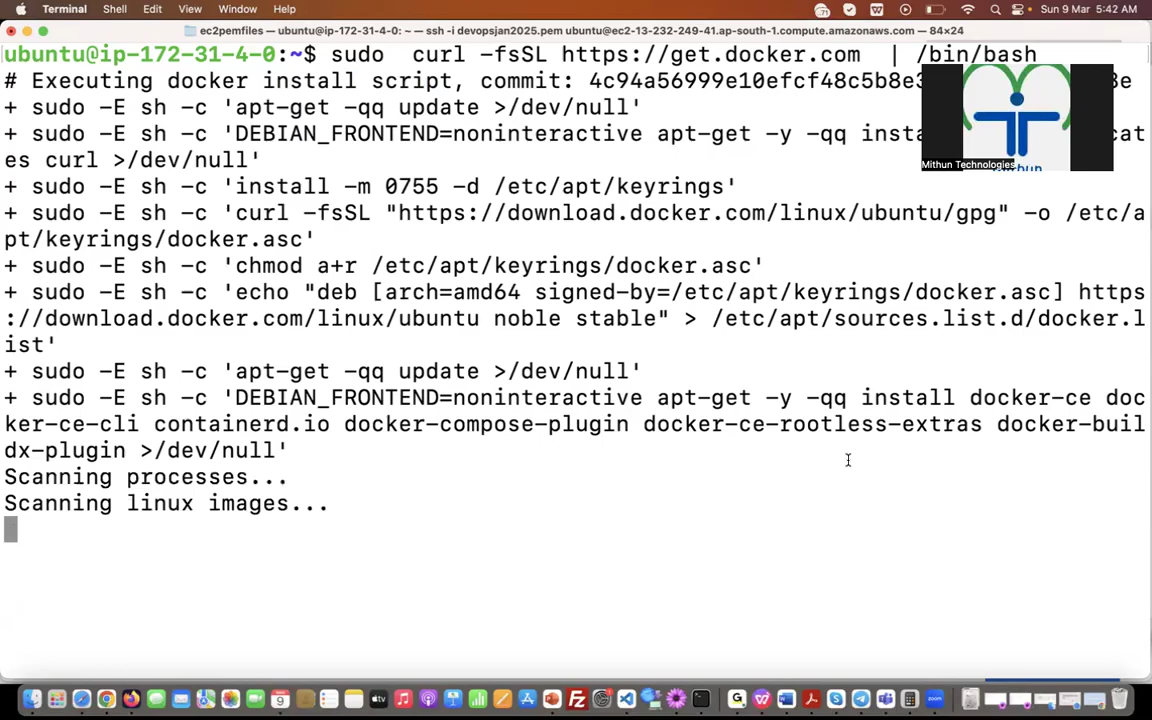 Terminal Shell Edit View Window Help Sun 9 Mar 5:42 AM
ec2pemfiles — ubuntu@ip-172-31-4-0: ~ — ssh -i devopsjan2025.pem ubuntu@ec2-13-232-249-41.ap-south-1.compute.amazonaws.com — 84×24
ubuntu@ip-172-31-4-0:~$ sudo  curl -fsSL https://get.docker.com  | /bin/bash
# Executing docker install script, commit: 4c94a56999e10efcf48c5b8e3 e
+ sudo -E sh -c 'apt-get -qq update >/dev/null'
+ sudo -E sh -c 'DEBIAN_FRONTEND=noninteractive apt-get -y -qq insta cat
es curl >/dev/null'
+ sudo -E sh -c 'install -m 0755 -d /etc/apt/keyrings'
+ sudo -E sh -c 'curl -fsSL "https://download.docker.com/linux/ubuntu/gpg" -o /etc/a
pt/keyrings/docker.asc'
+ sudo -E sh -c 'chmod a+r /etc/apt/keyrings/docker.asc'
+ sudo -E sh -c 'echo "deb [arch=amd64 signed-by=/etc/apt/keyrings/docker.asc] https
://download.docker.com/linux/ubuntu noble stable" > /etc/apt/sources.list.d/docker.l
ist'
+ sudo -E sh -c 'apt-get -qq update >/dev/null'
+ sudo -E sh -c 'DEBIAN_FRONTEND=noninteractive apt-get -y -qq install docker-ce doc
ker-ce-cli containerd.io docker-compose-plugin docker-ce-rootless-extras docker-buil
dx-plugin >/dev/null'
Scanning processes...
Scanning linux images...
Mithun Technologies